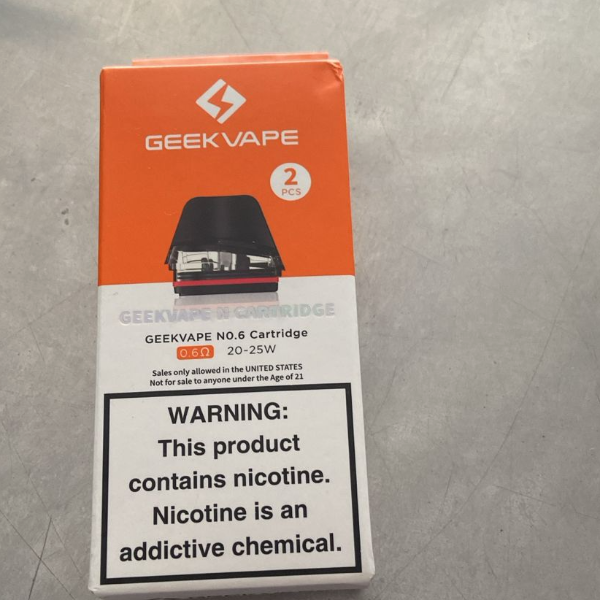 GEEKVAPE
2
PCS
GEEKVAPE N CARTRIDGE
GEEKVAPE N0.6 Cartridge
0.6Ω 20-25W
Sales only allowed in the UNITED STATES
Not for sale to anyone under the Age of 21
WARNING:
This product
contains nicotine.
Nicotine is an
addictive chemical.